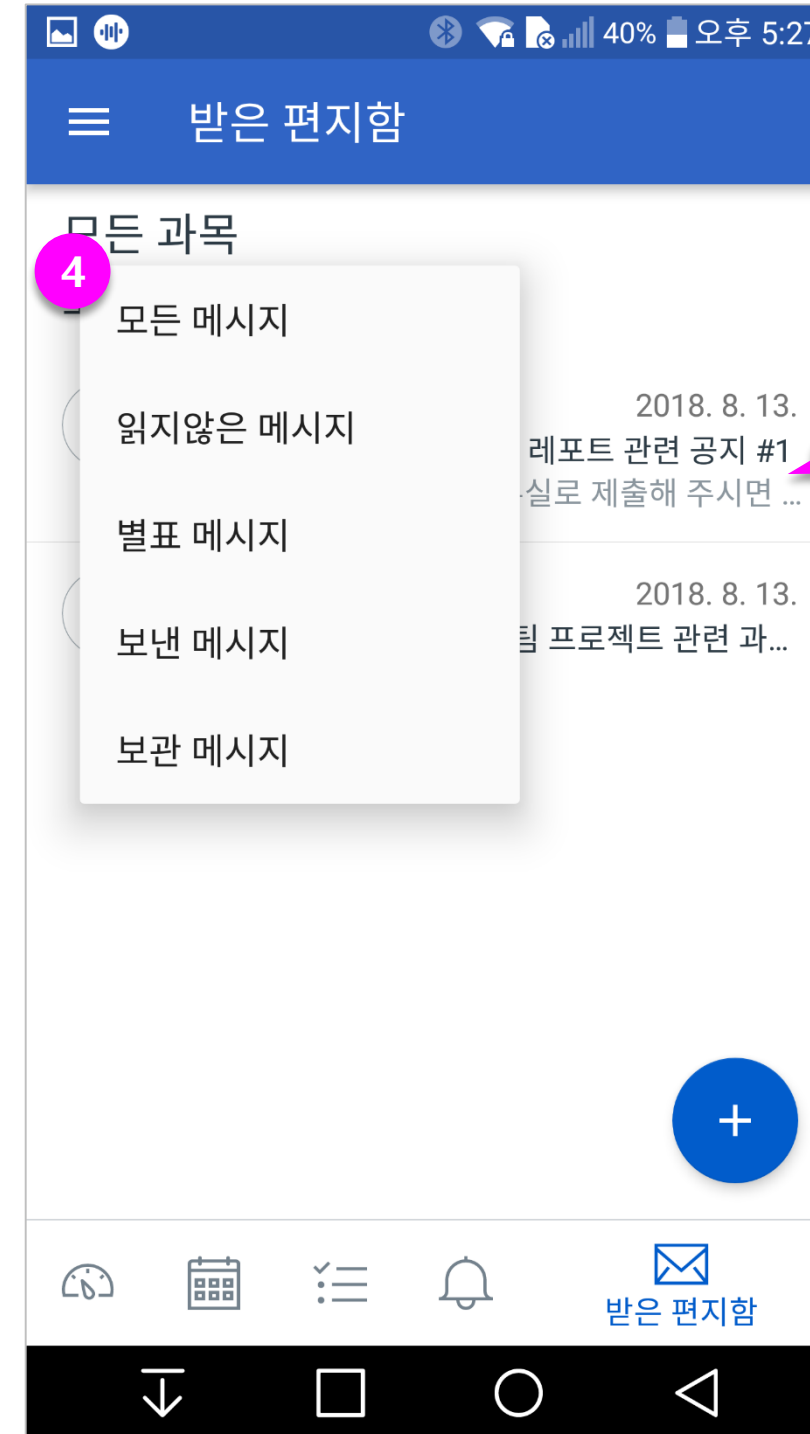 40% 오후 5:27
받은 편지함
모든 과목
4
모든 메시지
읽지않은 메시지
2018. 8. 13.
레포트 관련 공지 #1
실로 제출해 주시면 ...
별표 메시지
2018. 8. 13.
보낸 메시지
팀 프로젝트 관련 과...
보관 메시지
+
받은 편지함